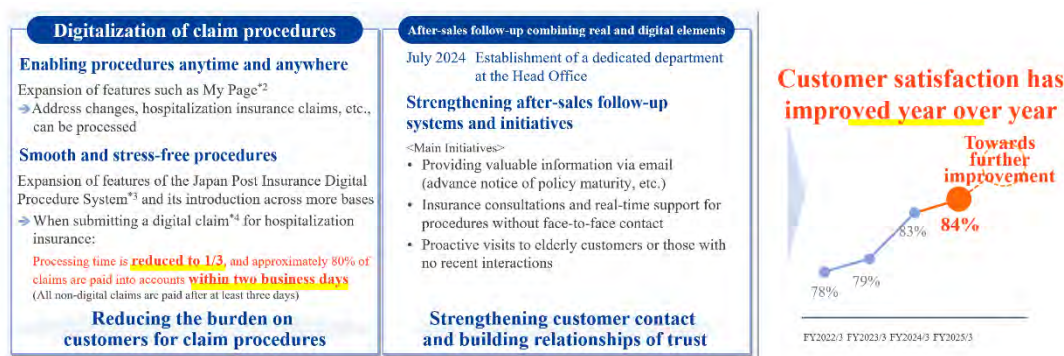 Digitalization of claim procedures
Enabling procedures anytime and anywhere
Expansion of features such as My Page*2
➔ Address changes, hospitalization insurance claims, etc.,
can be processed
Smooth and stress-free procedures
Expansion of features of the Japan Post Insurance Digital
Procedure System*3 and its introduction across more bases
➔ When submitting a digital claim*4 for hospitalization
insurance:
Processing time is reduced to 1/3, and approximately 80% of
claims are paid into accounts within two business days
(All non-digital claims are paid after at least three days)
Reducing the burden on
customers for claim procedures
After-sales follow-up combining real and digital elements
July 2024 Establishment of a dedicated department
at the Head Office
Strengthening after-sales follow-up
systems and initiatives
<Main Initiatives>
• Providing valuable information via email
(advance notice of policy maturity, etc.)
• Insurance consultations and real-time support for
procedures without face-to-face contact
• Proactive visits to elderly customers or those with
no recent interactions
Strengthening customer contact
and building relationships of trust
Customer satisfaction has
improved year over year
Towards
further
improvement
78%
79%
83%
84%
FY2022/3 FY2023/3 FY2024/3 FY2025/3